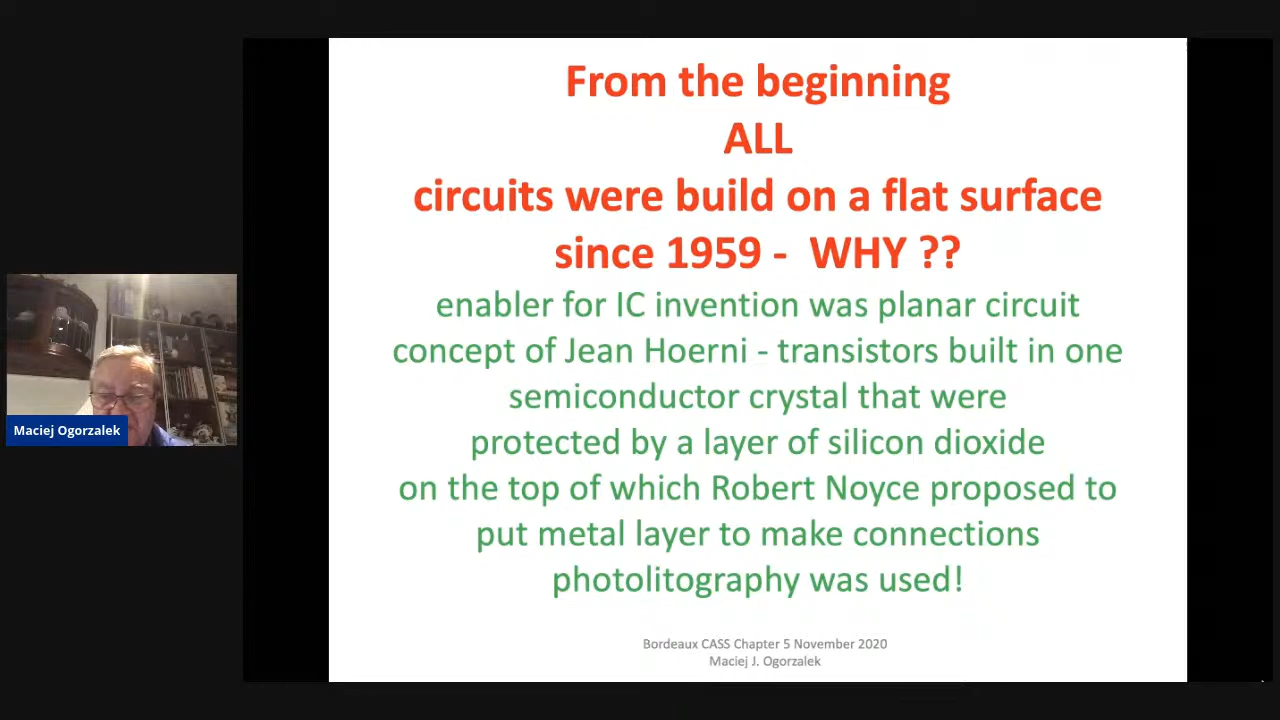 From the beginning
ALL
circuits were build on a flat surface
since 1959 - WHY ??
enabler for IC invention was planar circuit
concept of Jean Hoerni - transistors built in one
semiconductor crystal that were
protected by a layer of silicon dioxide
on the top of which Robert Noyce proposed to
put metal layer to make connections
photolitography was used!
Maciej Ogorzalek
Bordeaux CASS Chapter 5 November 2020
Maciej J. Ogorzalek